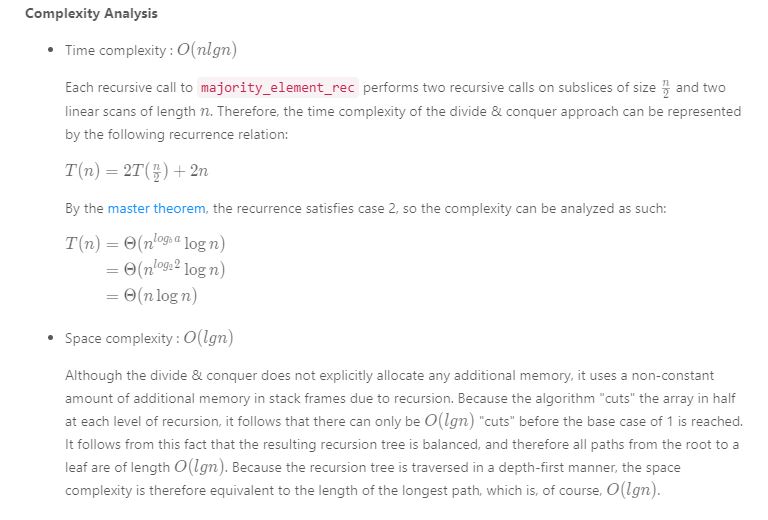 Complexity Analysis
• Time complexity : O(nlgn)
Each recursive call to majority_element_rec performs two recursive calls on subslices of size n/2 and two
linear scans of length n. Therefore, the time complexity of the divide & conquer approach can be represented
by the following recurrence relation:
T(n) = 2T(n/2) + 2n
By the master theorem, the recurrence satisfies case 2, so the complexity can be analyzed as such:
T(n) = Θ(n^{log_b a} log n)
= Θ(n^{log_2 2} log n)
= Θ(n log n)
• Space complexity : O(lgn)
Although the divide & conquer does not explicitly allocate any additional memory, it uses a non-constant
amount of additional memory in stack frames due to recursion. Because the algorithm "cuts" the array in half
at each level of recursion, it follows that there can only be O(lgn) "cuts" before the base case of 1 is reached.
It follows from this fact that the resulting recursion tree is balanced, and therefore all paths from the root to a
leaf are of length O(lgn). Because the recursion tree is traversed in a depth-first manner, the space
complexity is therefore equivalent to the length of the longest path, which is, of course, O(lgn).